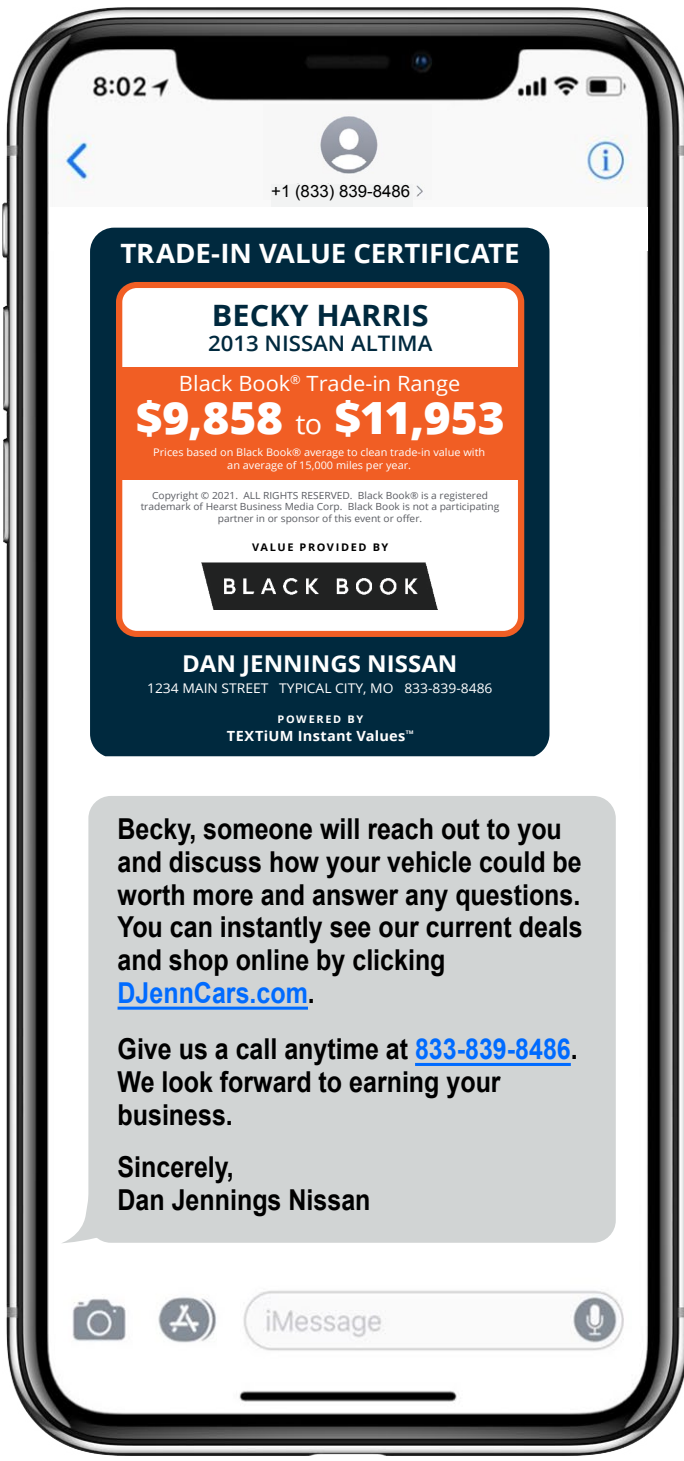 8:02
+1 (833) 839-8486 >
TRADE-IN VALUE CERTIFICATE
BECKY HARRIS
2013 NISSAN ALTIMA
Black Book® Trade-in Range
$9,858 to $11,953
Prices based on Black Book® average to clean trade-in value with
an average of 15,000 miles per year.
Copyright © 2021. ALL RIGHTS RESERVED. Black Book® is a registered
trademark of Hearst Business Media Corp. Black Book is not a participating
partner in or sponsor of this event or offer.
VALUE PROVIDED BY
BLACK BOOK
DAN JENNINGS NISSAN
1234 MAIN STREET TYPICAL CITY, MO 833-839-8486
POWERED BY
TEXTiUM Instant Values™
Becky, someone will reach out to you
and discuss how your vehicle could be
worth more and answer any questions.
You can instantly see our current deals
and shop online by clicking
DJennCars.com.
Give us a call anytime at 833-839-8486.
We look forward to earning your
business.
Sincerely,
Dan Jennings Nissan
iMessage